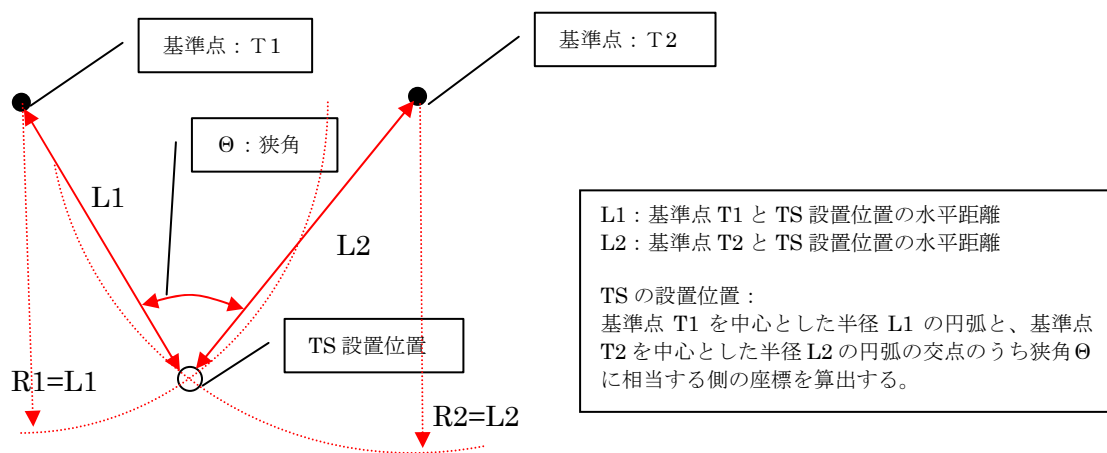 基準点：T1
基準点：T2
Θ：狭角
L1
L2
TS 設置位置
R1=L1
R2=L2
L1：基準点 T1 と TS 設置位置の水平距離
L2：基準点 T2 と TS 設置位置の水平距離
TS の設置位置：
基準点 T1 を中心とした半径 L1 の円弧と、基準点
T2 を中心とした半径 L2 の円弧の交点のうち狭角Θ
に相当する側の座標を算出する。